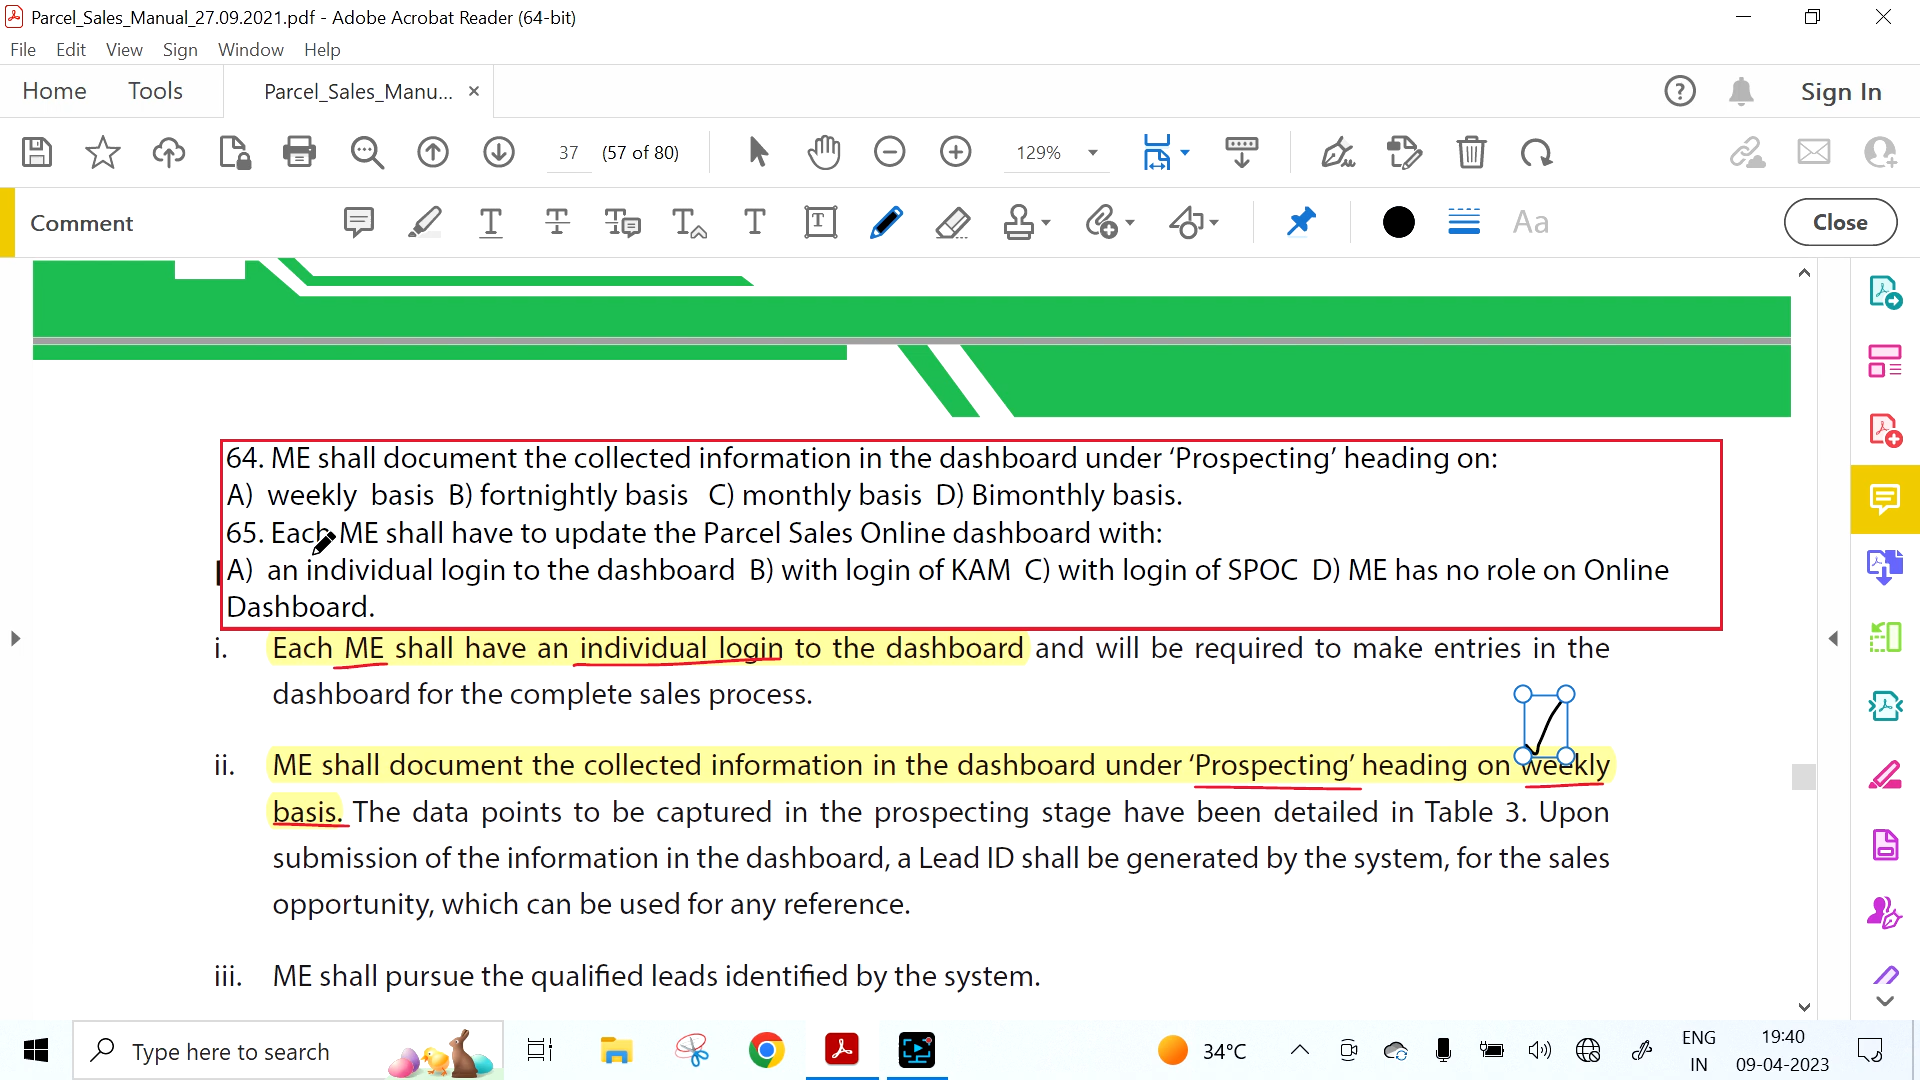 Parcel_Sales_Manual_27.09.2021.pdf - Adobe Acrobat Reader (64-bit)
File Edit View Sign Window Help
Home Tools Parcel_Sales_Manu... × Sign In
37 (57 of 80) 129%
Comment Aa Close
64. ME shall document the collected information in the dashboard under ‘Prospecting’ heading on:
A) weekly basis B) fortnightly basis C) monthly basis D) Bimonthly basis.
65. Each ME shall have to update the Parcel Sales Online dashboard with:
A) an individual login to the dashboard B) with login of KAM C) with login of SPOC D) ME has no role on Online
Dashboard.
i. Each ME shall have an individual login to the dashboard and will be required to make entries in the
dashboard for the complete sales process.
ii. ME shall document the collected information in the dashboard under ‘Prospecting’ heading on weekly
basis. The data points to be captured in the prospecting stage have been detailed in Table 3. Upon
submission of the information in the dashboard, a Lead ID shall be generated by the system, for the sales
opportunity, which can be used for any reference.
iii. ME shall pursue the qualified leads identified by the system.
Type here to search
34°C
ENG
IN
19:40
09-04-2023